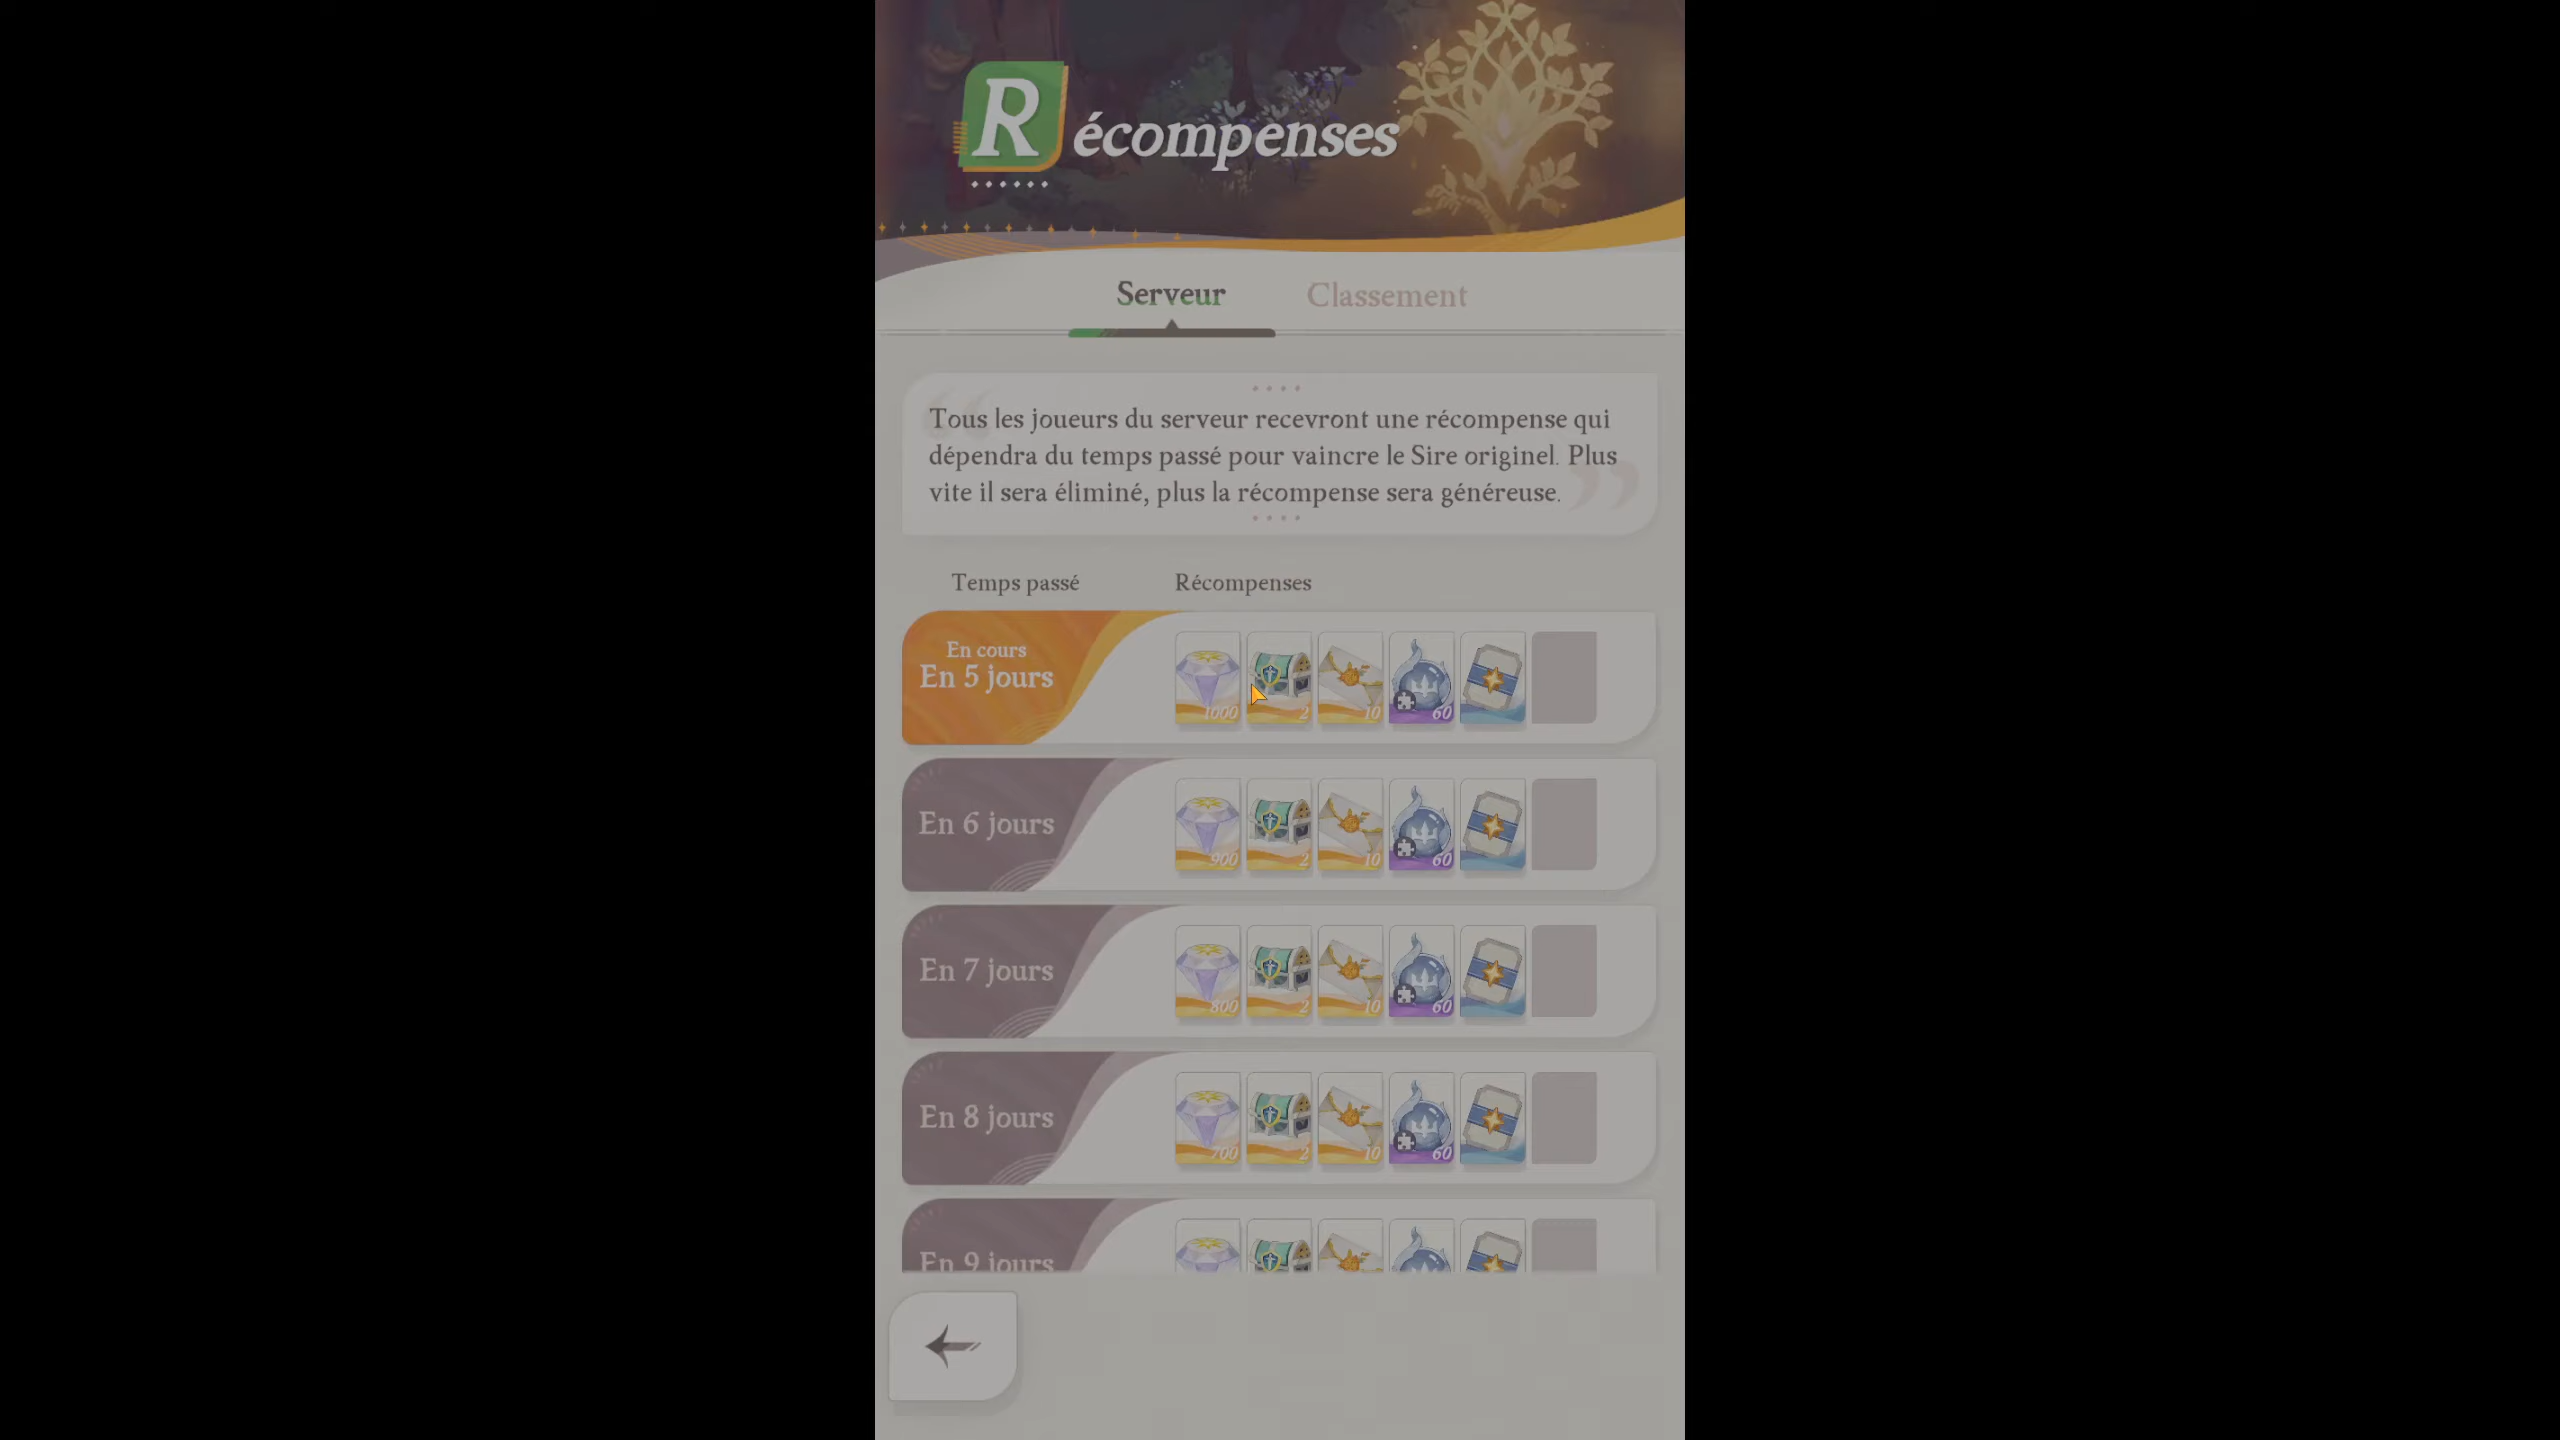 Récompenses
Serveur Classement
Tous les joueurs du serveur recevront une récompense qui
dépendra du temps passé pour vaincre le Sire originel. Plus
vite il sera éliminé, plus la récompense sera généreuse.
Temps passé Récompenses
En cours
En 5 jours
1000 2 10 60
En 6 jours
900 2 10 60
En 7 jours
800 2 10 60
En 8 jours
700 2 10 60
En 9 jours